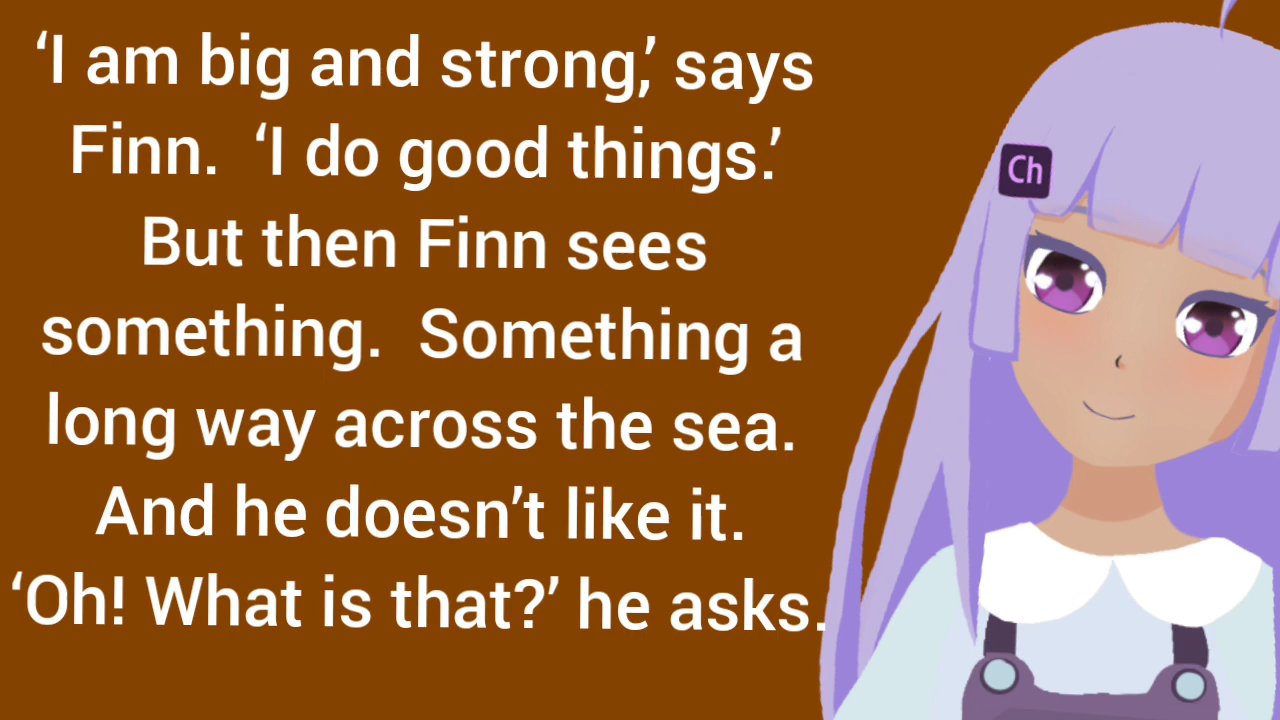 ‘I am big and strong,’ says
Finn.  ‘I do good things.’
But then Finn sees
something.  Something a
long way across the sea.
And he doesn’t like it.
‘Oh! What is that?’ he asks.
Ch